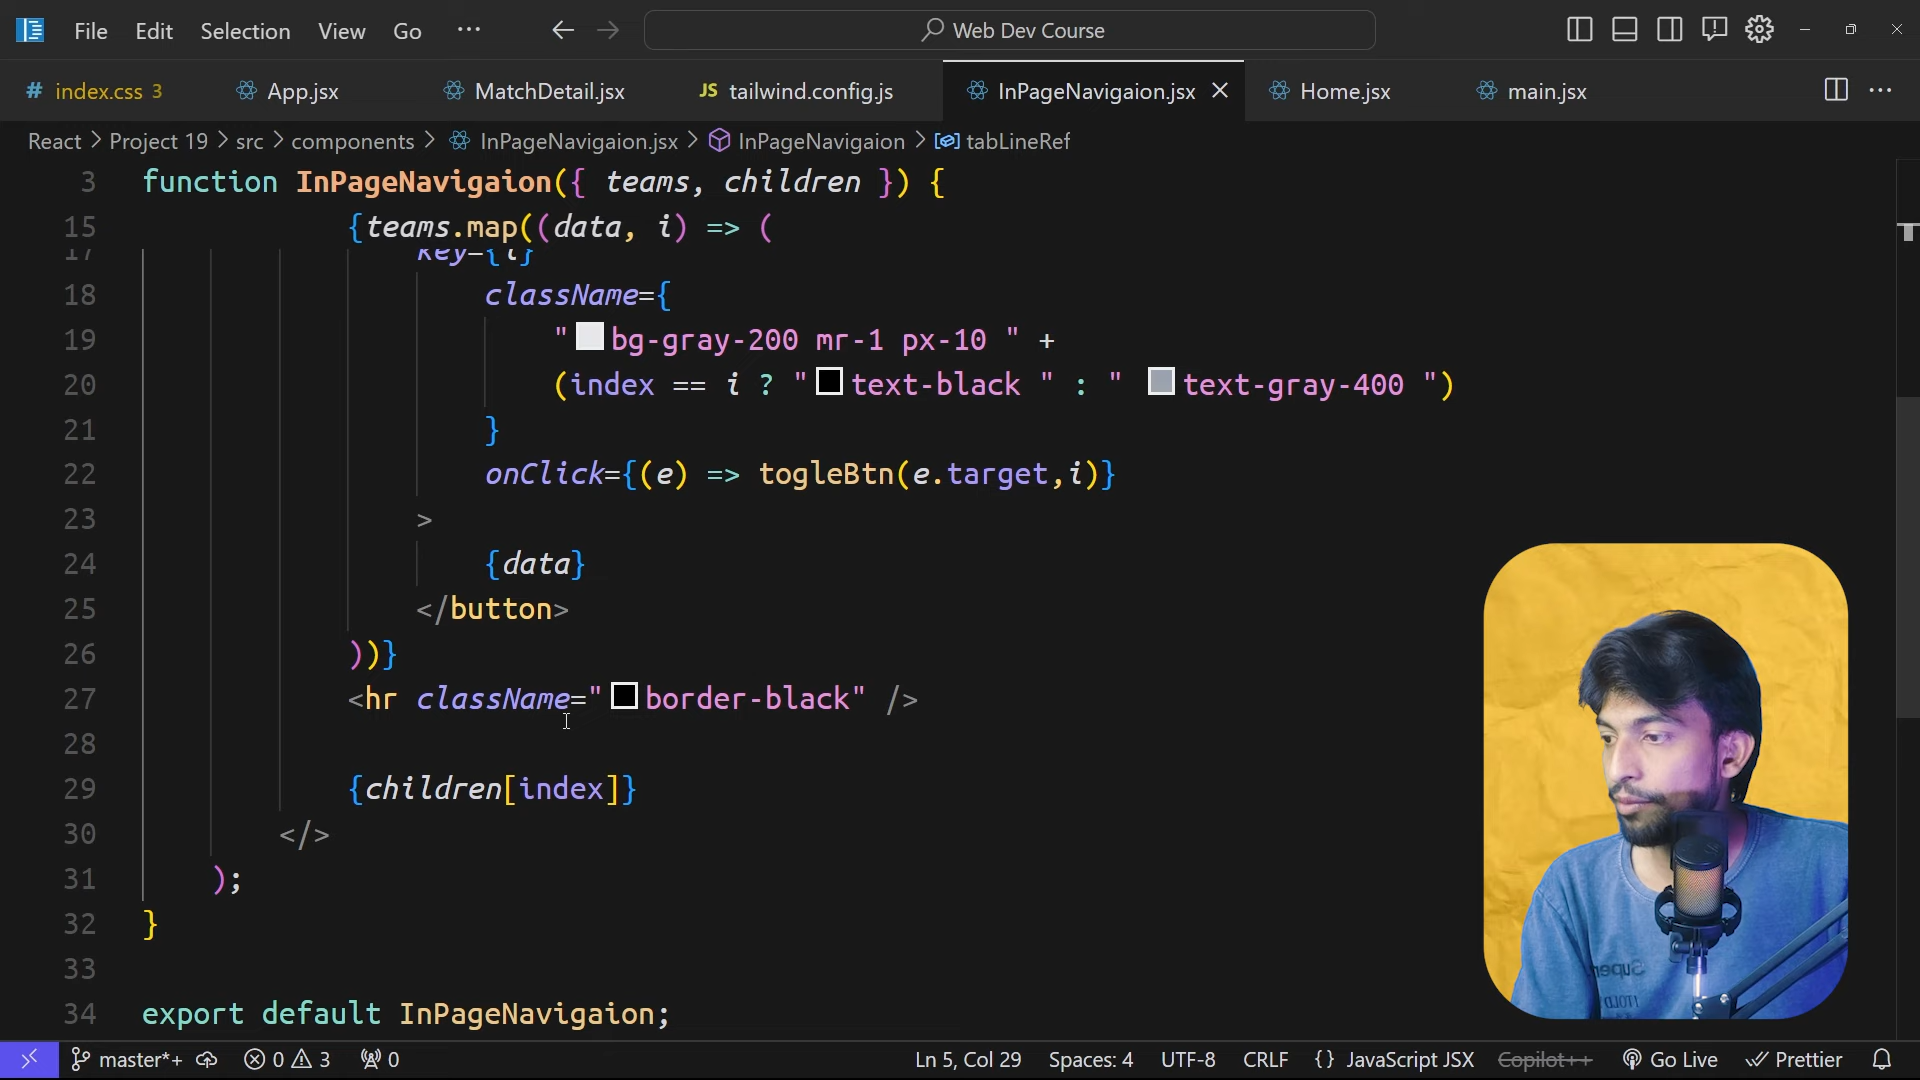 File Edit Selection View Go ··· Web Dev Course
# index.css 3 App.jsx MatchDetail.jsx JS tailwind.config.js InPageNavigaion.jsx Home.jsx main.jsx
React > Project 19 > src > components > InPageNavigaion.jsx > InPageNavigaion > tabLineRef
3 function InPageNavigaion({ teams, children }) {
15 {teams.map((data, i) => (
17 key={i}
18 className={
19 "bg-gray-200 mr-1 px-10 " +
20 (index == i ? "text-black " : " text-gray-400 ")
21 }
22 onClick={(e) => togleBtn(e.target,i)}
23 >
24 {data}
25 </button>
26 ))}
27 <hr className="border-black" />
28
29 {children[index]}
30 </>
31 );
32 }
33
34 export default InPageNavigaion;
master*+ 0 3 0 Ln 5, Col 29 Spaces: 4 UTF-8 CRLF {} JavaScript JSX Copilot++ Go Live Prettier